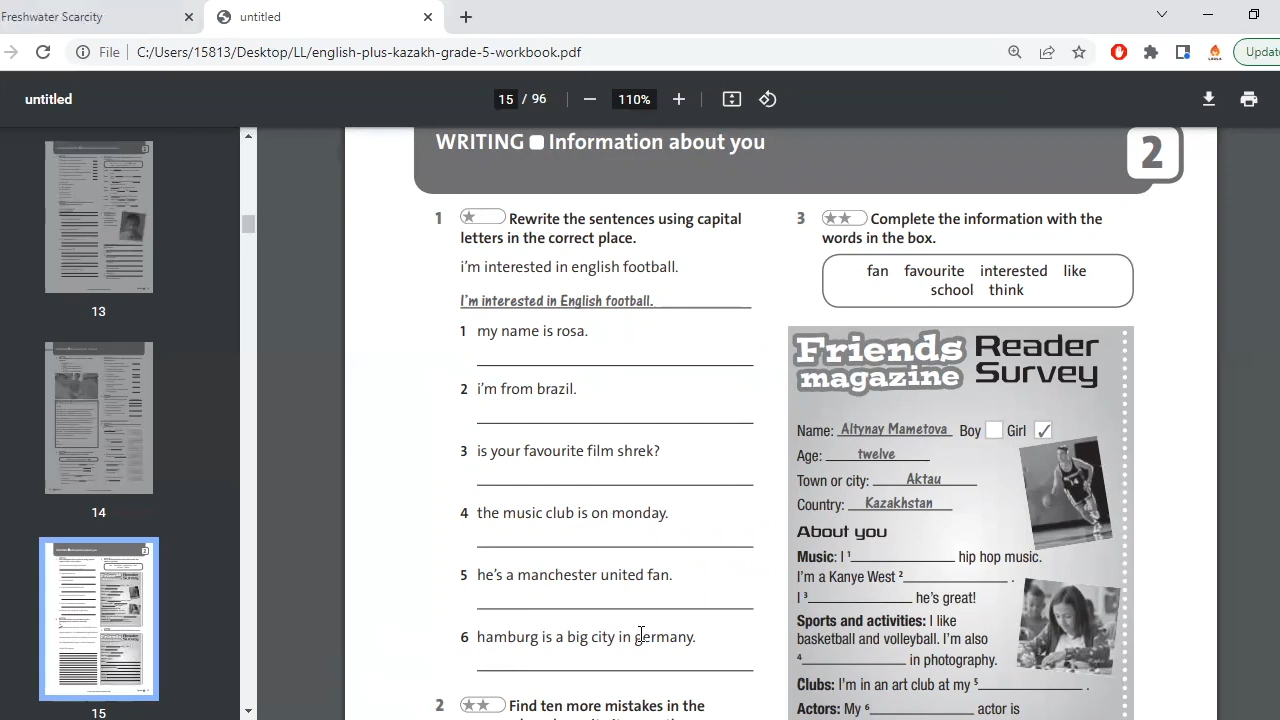 Freshwater Scarcity
untitled
File
C:/Users/15813/Desktop/LL/english-plus-kazakh-grade-5-workbook.pdf
untitled
15 / 96
110%
13
14
15
WRITING Information about you
2
1 Rewrite the sentences using capital
letters in the correct place.
i'm interested in english football.
I'm interested in English football.
1 my name is rosa.
2 i'm from brazil.
3 is your favourite film shrek?
4 the music club is on monday.
5 he's a manchester united fan.
6 hamburg is a big city in germany.
2 Find ten more mistakes in the
3 Complete the information with the
words in the box.
fan favourite interested like
school think
Friends
magazine
Reader
Survey
Name: Altynay Mametova Boy Girl ✓
Age: twelve
Town or city: Aktau
Country: Kazakhstan
About you
Music: I 1____________ hip hop music.
I'm a Kanye West 2____________ .
I 3____________ he's great!
Sports and activities: I like
basketball and volleyball. I'm also
4____________ in photography.
Clubs: I'm in an art club at my 5____________ .
Actors: My 6____________ actor is